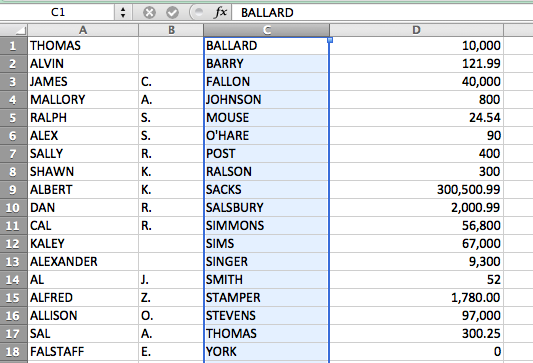 C1 fx BALLARD
A B C D
1 THOMAS BALLARD 10,000
2 ALVIN BARRY 121.99
3 JAMES C. FALLON 40,000
4 MALLORY A. JOHNSON 800
5 RALPH S. MOUSE 24.54
6 ALEX S. O'HARE 90
7 SALLY R. POST 400
8 SHAWN K. RALSON 300
9 ALBERT K. SACKS 300,500.99
10 DAN R. SALSBURY 2,000.99
11 CAL R. SIMMONS 56,800
12 KALEY SIMS 67,000
13 ALEXANDER SINGER 9,300
14 AL J. SMITH 52
15 ALFRED Z. STAMPER 1,780.00
16 ALLISON O. STEVENS 97,000
17 SAL A. THOMAS 300.25
18 FALSTAFF E. YORK 0